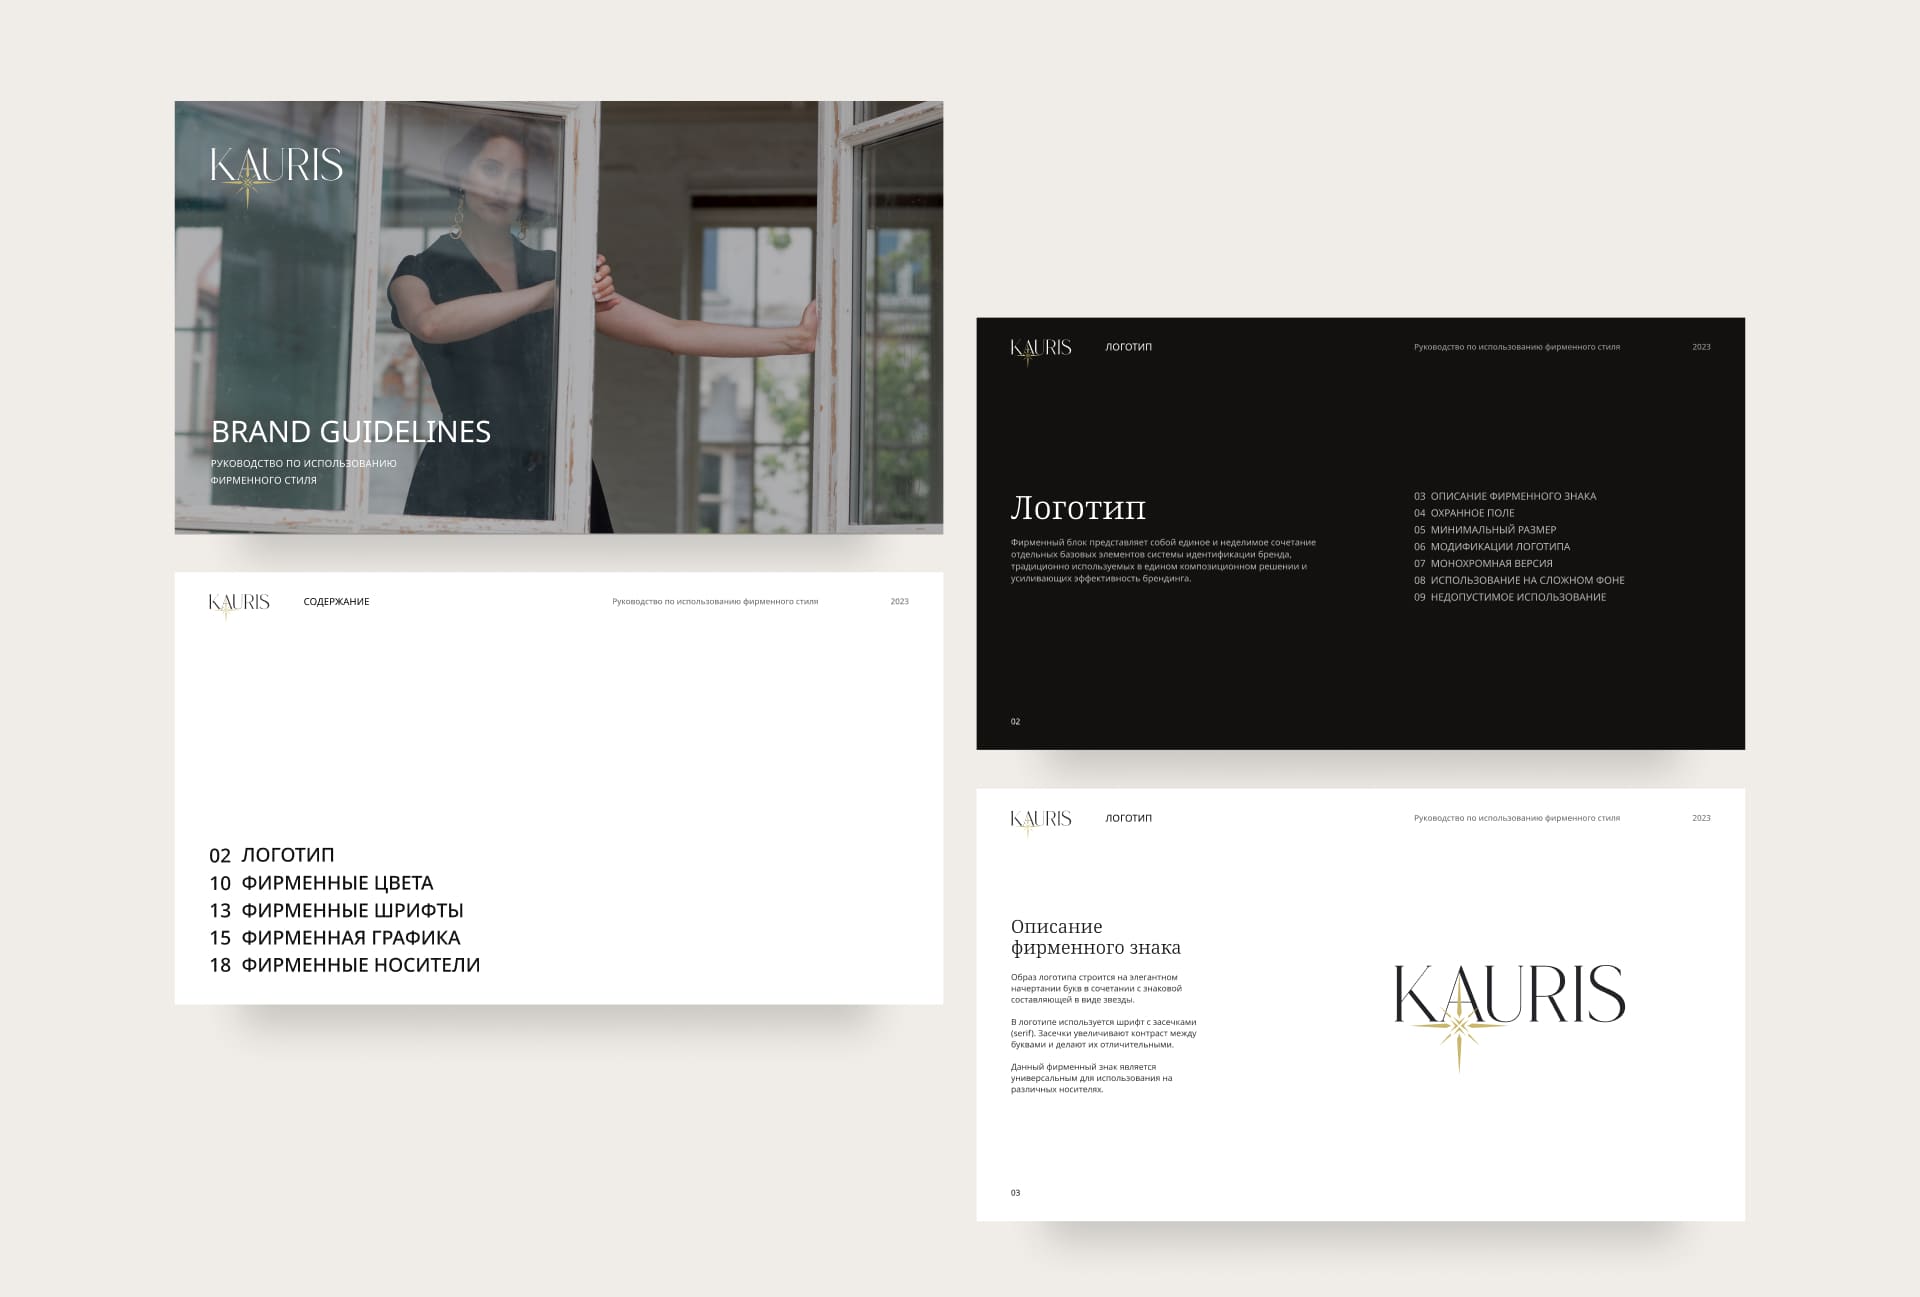 KAURIS
BRAND GUIDELINES
РУКОВОДСТВО ПО ИСПОЛЬЗОВАНИЮ
ФИРМЕННОГО СТИЛЯ
KAURIS
СОДЕРЖАНИЕ
Руководство по использованию фирменного стиля
2023
02 ЛОГОТИП
10 ФИРМЕННЫЕ ЦВЕТА
13 ФИРМЕННЫЕ ШРИФТЫ
15 ФИРМЕННАЯ ГРАФИКА
18 ФИРМЕННЫЕ НОСИТЕЛИ
KAURIS
ЛОГОТИП
Руководство по использованию фирменного стиля
2023
Логотип
Фирменный блок представляет собой единое и неделимое сочетание
отдельных базовых элементов системы идентификации бренда,
традиционно используемых в едином композиционном решении и
усиливающих эффективность брендинга.
03 ОПИСАНИЕ ФИРМЕННОГО ЗНАКА
04 ОХРАННОЕ ПОЛЕ
05 МИНИМАЛЬНЫЙ РАЗМЕР
06 МОДИФИКАЦИИ ЛОГОТИПА
07 МОНОХРОМНАЯ ВЕРСИЯ
08 ИСПОЛЬЗОВАНИЕ НА СЛОЖНОМ ФОНЕ
09 НЕДОПУСТИМОЕ ИСПОЛЬЗОВАНИЕ
02
KAURIS
ЛОГОТИП
Руководство по использованию фирменного стиля
2023
Описание
фирменного знака
Образ логотипа строится на элегантном
начертании букв в сочетании с знаковой
составляющей в виде звезды.
В логотипе используется шрифт с засечками
(serif). Засечки увеличивают контраст между
буквами и делают их отличительными.
Данный фирменный знак является
универсальным для использования на
различных носителях.
KAURIS
03